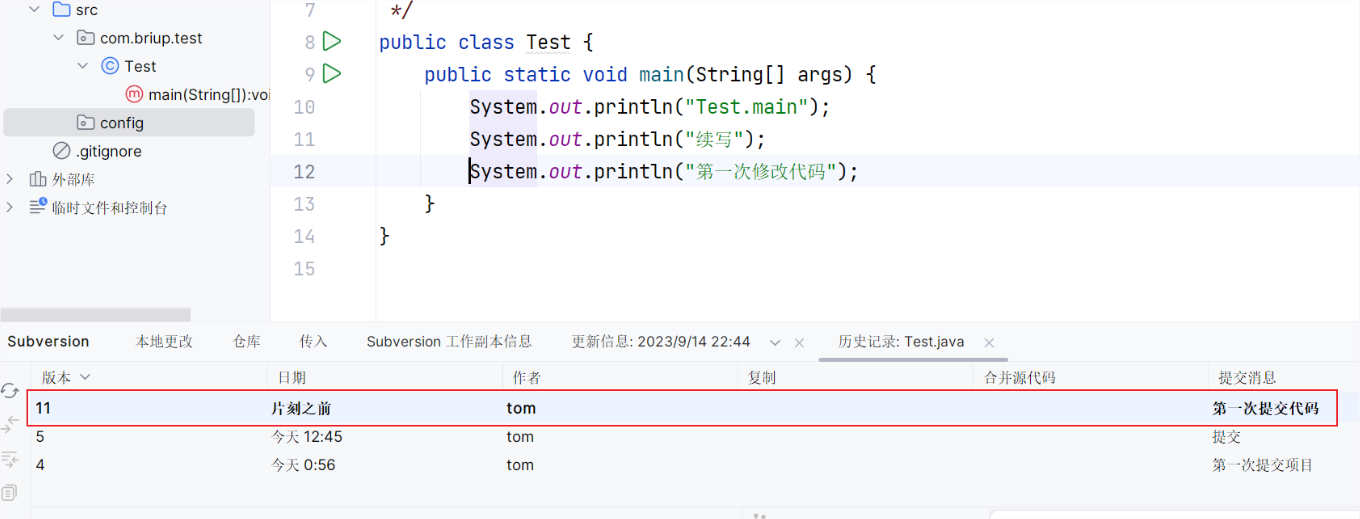 src
com.briup.test
Test
main(String[]):voi
config
.gitignore
外部库
临时文件和控制台
7 */
8 public class Test {
9 public static void main(String[] args) {
10 System.out.println("Test.main");
11 System.out.println("续写");
12 System.out.println("第一次修改代码");
13 }
14 }
15
Subversion 本地更改 仓库 传入 Subversion 工作副本信息 更新信息: 2023/9/14 22:44 历史记录: Test.java
版本 日期 作者 复制 合并源代码 提交消息
11 片刻之前 tom 第一次提交代码
5 今天 12:45 tom 提交
4 今天 0:56 tom 第一次提交项目